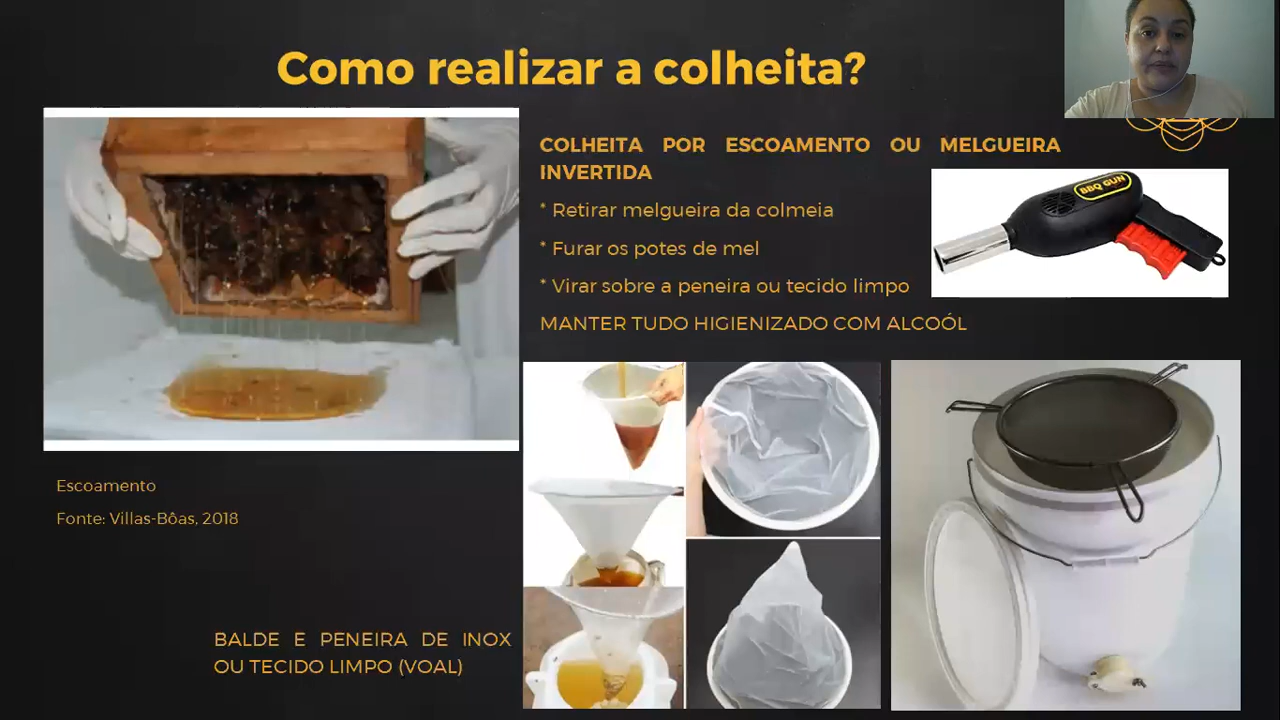 Como realizar a colheita?
COLHEITA POR ESCOAMENTO OU MELGUEIRA
INVERTIDA
* Retirar melgueira da colmeia
* Furar os potes de mel
* Virar sobre a peneira ou tecido limpo
MANTER TUDO HIGIENIZADO COM ALCOÓL
BBQ GUN
Escoamento
Fonte: Villas-Bôas, 2018
BALDE E PENEIRA DE INOX
OU TECIDO LIMPO (VOAL)